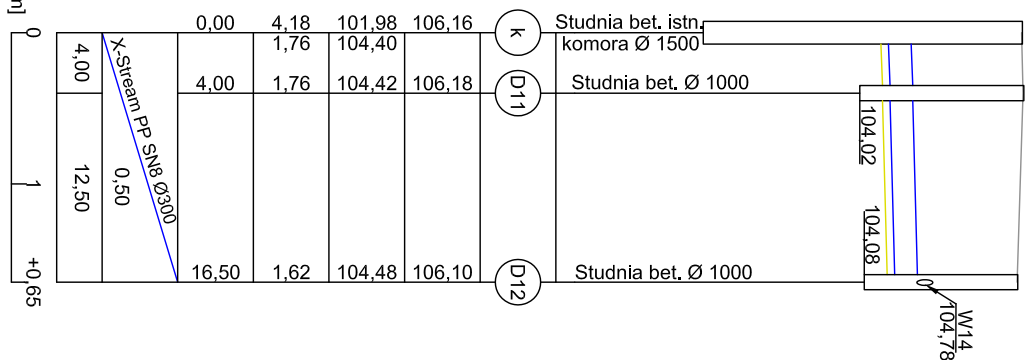 0,00 4,18 101,98 106,16 k Studnia bet. istn.
1,76 104,40 komora Ø 1500
4,00 1,76 104,42 106,18 D11 Studnia bet. Ø 1000
16,50 1,62 104,48 106,10 D12 Studnia bet. Ø 1000
104,02
104,08
W14
104,78
X-Stream PP SN8 Ø300
0,50
4,00
12,50
0
1
+0,65